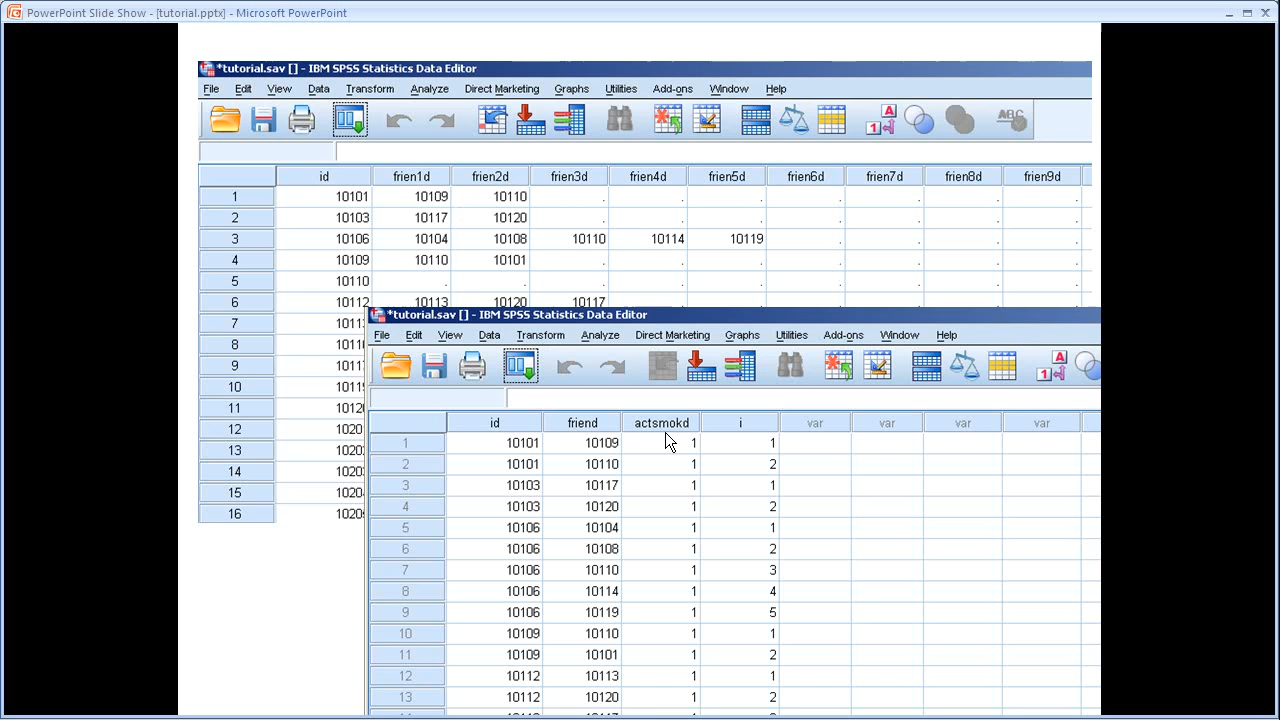 PowerPoint Slide Show - [tutorial.pptx] - Microsoft PowerPoint
*tutorial.sav [] - IBM SPSS Statistics Data Editor
File Edit View Data Transform Analyze Direct Marketing Graphs Utilities Add-ons Window Help
A
1
ABC
id frien1d frien2d frien3d frien4d frien5d frien6d frien7d frien8d frien9d
1 10101 10109 10110 . . . . . . .
2 10103 10117 10120 . . . . . . .
3 10106 10104 10108 10110 10114 10119 . . . .
4 10109 10110 10101 . . . . . . .
5 10110 . . . . . . . . .
6 10112 10113 10120 10117
7
8
9
10
11
12
13
14
15
16
*tutorial.sav [] - IBM SPSS Statistics Data Editor
File Edit View Data Transform Analyze Direct Marketing Graphs Utilities Add-ons Window Help
A
1
id friend actsmokd i var var var var
1 10101 10109 1 1
2 10101 10110 1 2
3 10103 10117 1 1
4 10103 10120 1 2
5 10106 10104 1 1
6 10106 10108 1 2
7 10106 10110 1 3
8 10106 10114 1 4
9 10106 10119 1 5
10 10109 10110 1 1
11 10109 10101 1 2
12 10112 10113 1 1
13 10112 10120 1 2